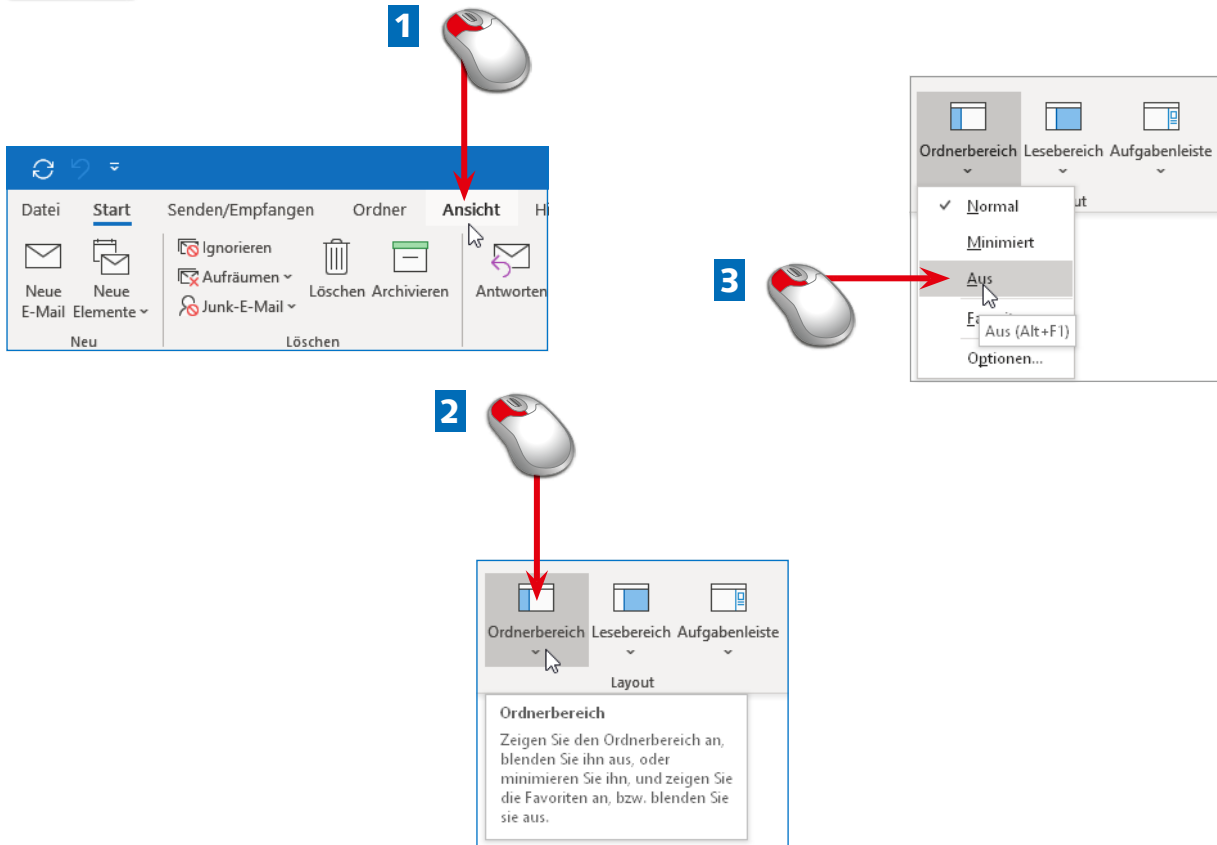 1
Datei Start Senden/Empfangen Ordner Ansicht Hi
Neue E-Mail
Neue Elemente
Ignorieren
Aufräumen
Junk-E-Mail
Löschen Archivieren
Antworten
Neu Löschen
2
Ordnerbereich Lesebereich Aufgabenleiste
Layout
Ordnerbereich
Zeigen Sie den Ordnerbereich an,
blenden Sie ihn aus, oder
minimieren Sie ihn, und zeigen Sie
die Favoriten an, bzw. blenden Sie
sie aus.
3
Ordnerbereich Lesebereich Aufgabenleiste
ut
Normal
Minimiert
Aus
Aus (Alt+F1)
Optionen...